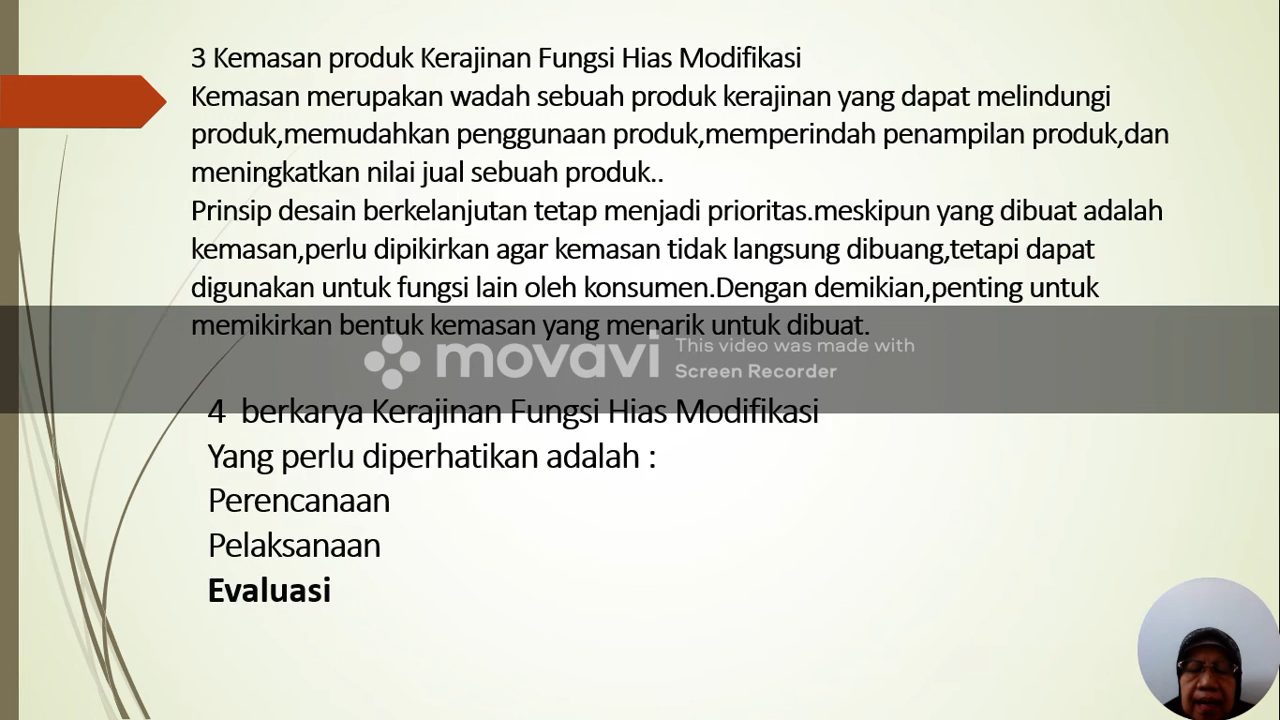 3 Kemasan produk Kerajinan Fungsi Hias Modifikasi
Kemasan merupakan wadah sebuah produk kerajinan yang dapat melindungi
produk,memudahkan penggunaan produk,memperindah penampilan produk,dan
meningkatkan nilai jual sebuah produk..
Prinsip desain berkelanjutan tetap menjadi prioritas.meskipun yang dibuat adalah
kemasan,perlu dipikirkan agar kemasan tidak langsung dibuang,tetapi dapat
digunakan untuk fungsi lain oleh konsumen.Dengan demikian,penting untuk
memikirkan bentuk kemasan yang menarik untuk dibuat.
movavi
This video was made with
Screen Recorder
4 berkarya Kerajinan Fungsi Hias Modifikasi
Yang perlu diperhatikan adalah :
Perencanaan
Pelaksanaan
Evaluasi